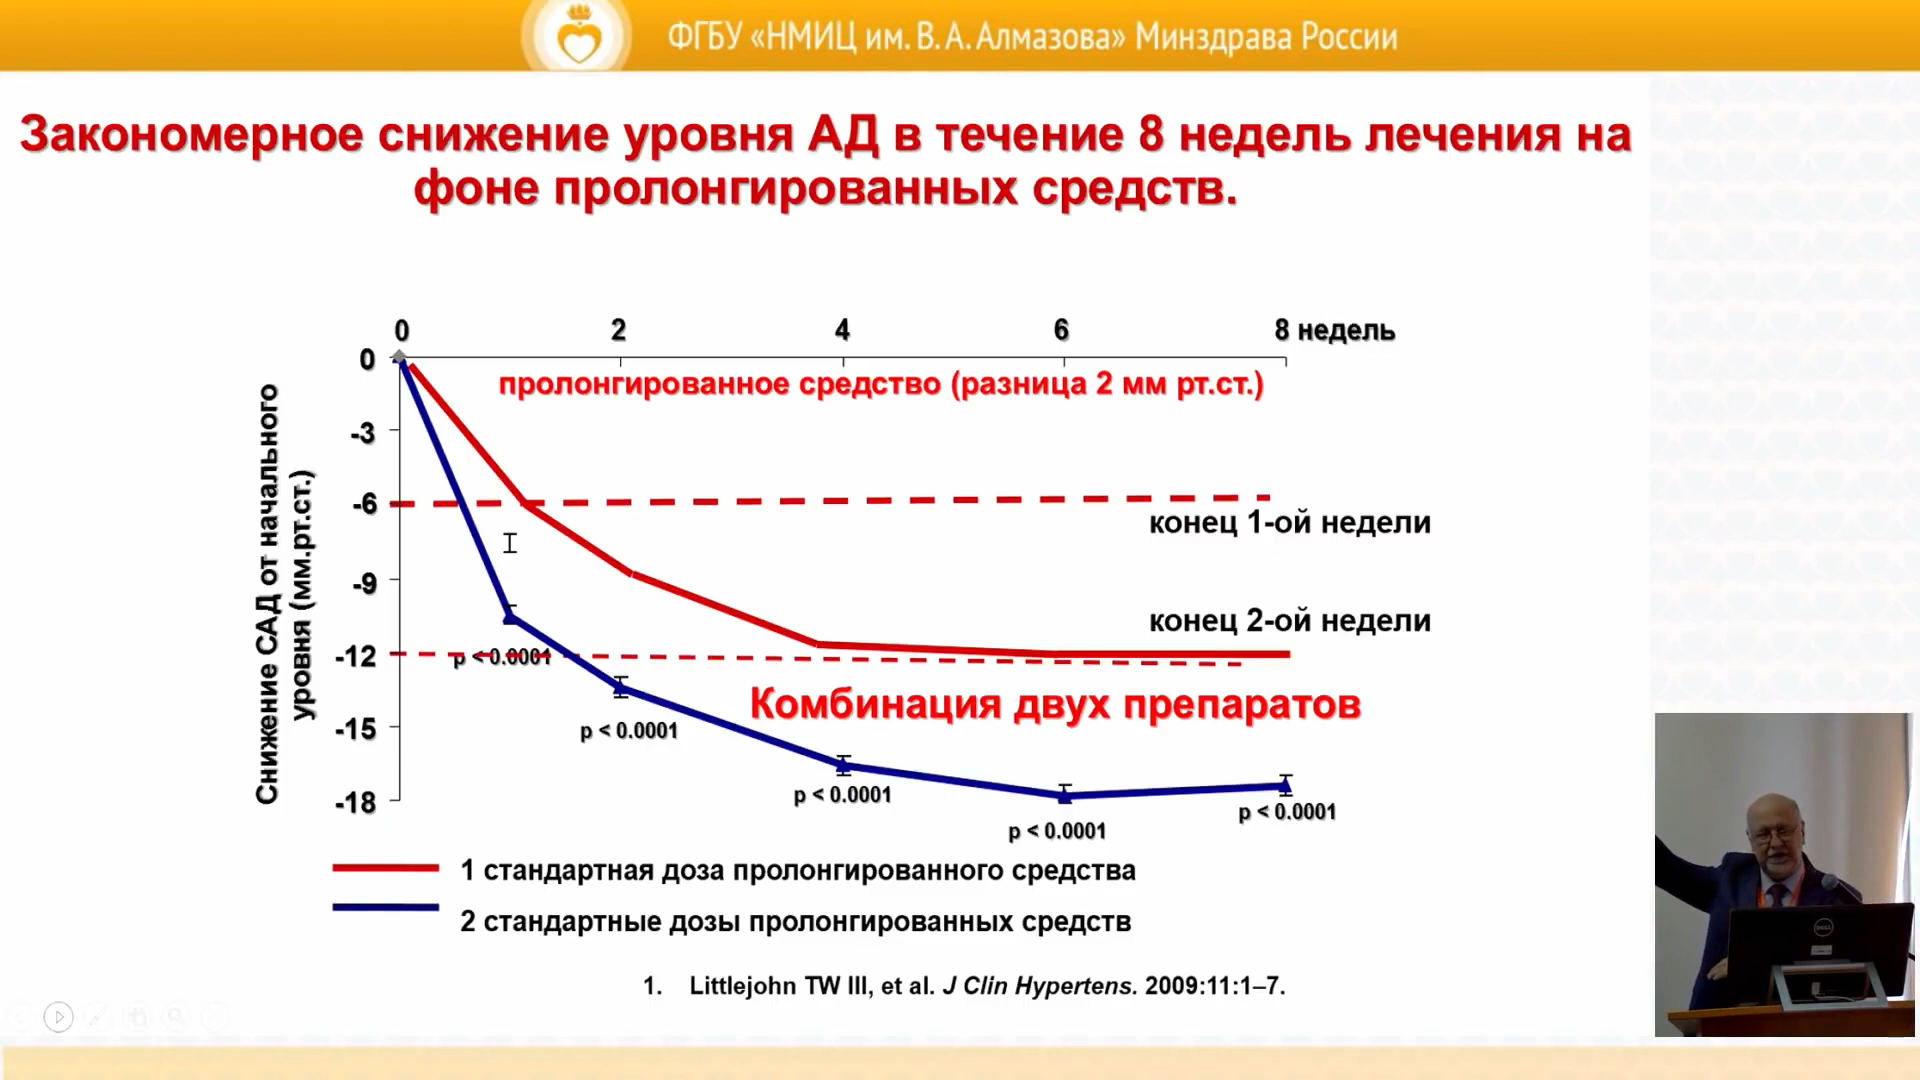 ФГБУ «НМИЦ им. В. А. Алмазова» Минздрава России
Закономерное снижение уровня АД в течение 8 недель лечения на
фоне пролонгированных средств.
0 2 4 6 8 недель
0
-3
-6
-9
-12
-15
-18
Снижение САД от начального
уровня (мм.рт.ст.)
пролонгированное средство (разница 2 мм рт.ст.)
конец 1-ой недели
конец 2-ой недели
p < 0.0001
Комбинация двух препаратов
p < 0.0001
p < 0.0001
p < 0.0001
p < 0.0001
1 стандартная доза пролонгированного средства
2 стандартные дозы пролонгированных средств
1. Littlejohn TW III, et al. J Clin Hypertens. 2009:11:1–7.
DELL